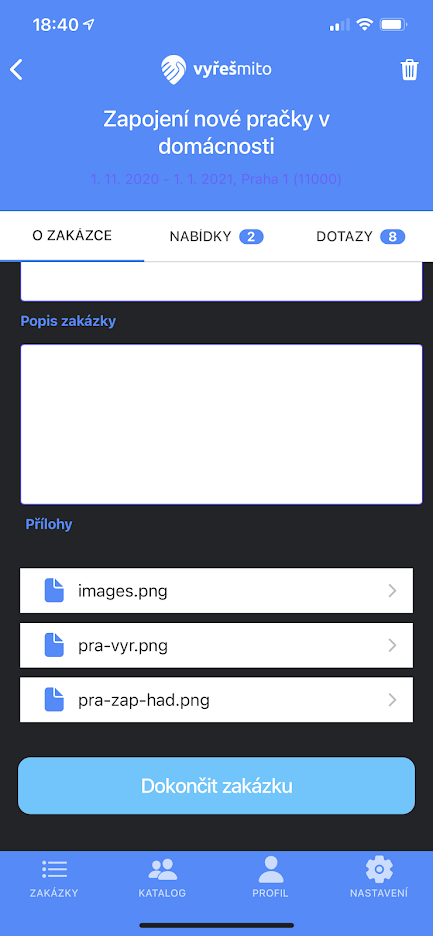 18:40
vyřešmito
Zapojení nové pračky v
domácnosti
1. 11. 2020 - 1. 1. 2021, Praha 1 (11000)
O ZAKÁZCE
NABÍDKY 2
DOTAZY 8
Popis zakázky
Přílohy
images.png
pra-vyr.png
pra-zap-had.png
Dokončit zakázku
ZAKÁZKY
KATALOG
PROFIL
NASTAVENÍ